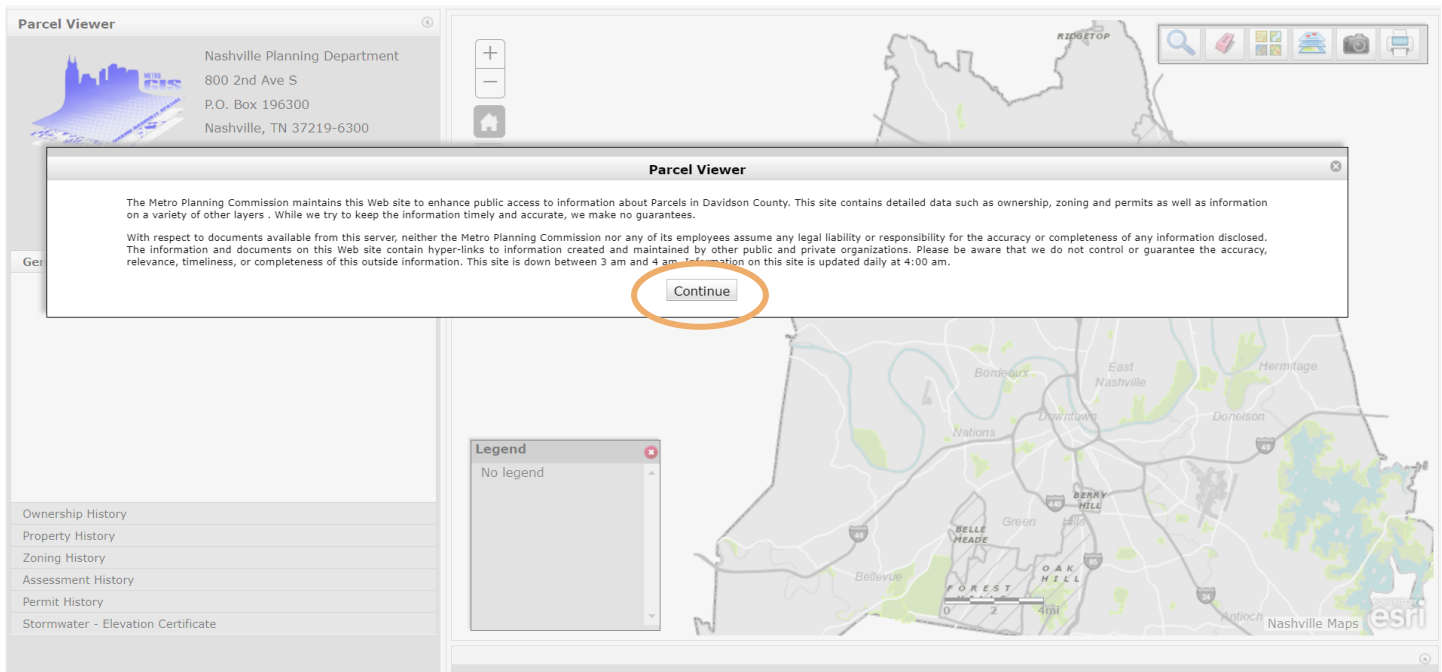 Parcel Viewer
METRO
GIS
Nashville Planning Department
800 2nd Ave S
P.O. Box 196300
Nashville, TN 37219-6300
+
−
RIDGETOP
Parcel Viewer
The Metro Planning Commission maintains this Web site to enhance public access to information about Parcels in Davidson County. This site contains detailed data such as ownership, zoning and permits as well as information
on a variety of other layers . While we try to keep the information timely and accurate, we make no guarantees.
With respect to documents available from this server, neither the Metro Planning Commission nor any of its employees assume any legal liability or responsibility for the accuracy or completeness of any information disclosed.
The information and documents on this Web site contain hyper-links to information created and maintained by other public and private organizations. Please be aware that we do not control or guarantee the accuracy,
relevance, timeliness, or completeness of this outside information. This site is down between 3 am and 4 am. Information on this site is updated daily at 4:00 am.
Continue
Ger
Ownership History
Property History
Zoning History
Assessment History
Permit History
Stormwater - Elevation Certificate
Legend
No legend
Bordeaux
East
Nashville
Hermitage
Downtown
Donelson
Nations
40
440
BERRY
HILL
Green Hills
BELLE
MEADE
40
65
OAK
HILL
Bellevue
FOREST
0 2 4mi
24
Antioch
Nashville Maps
esri